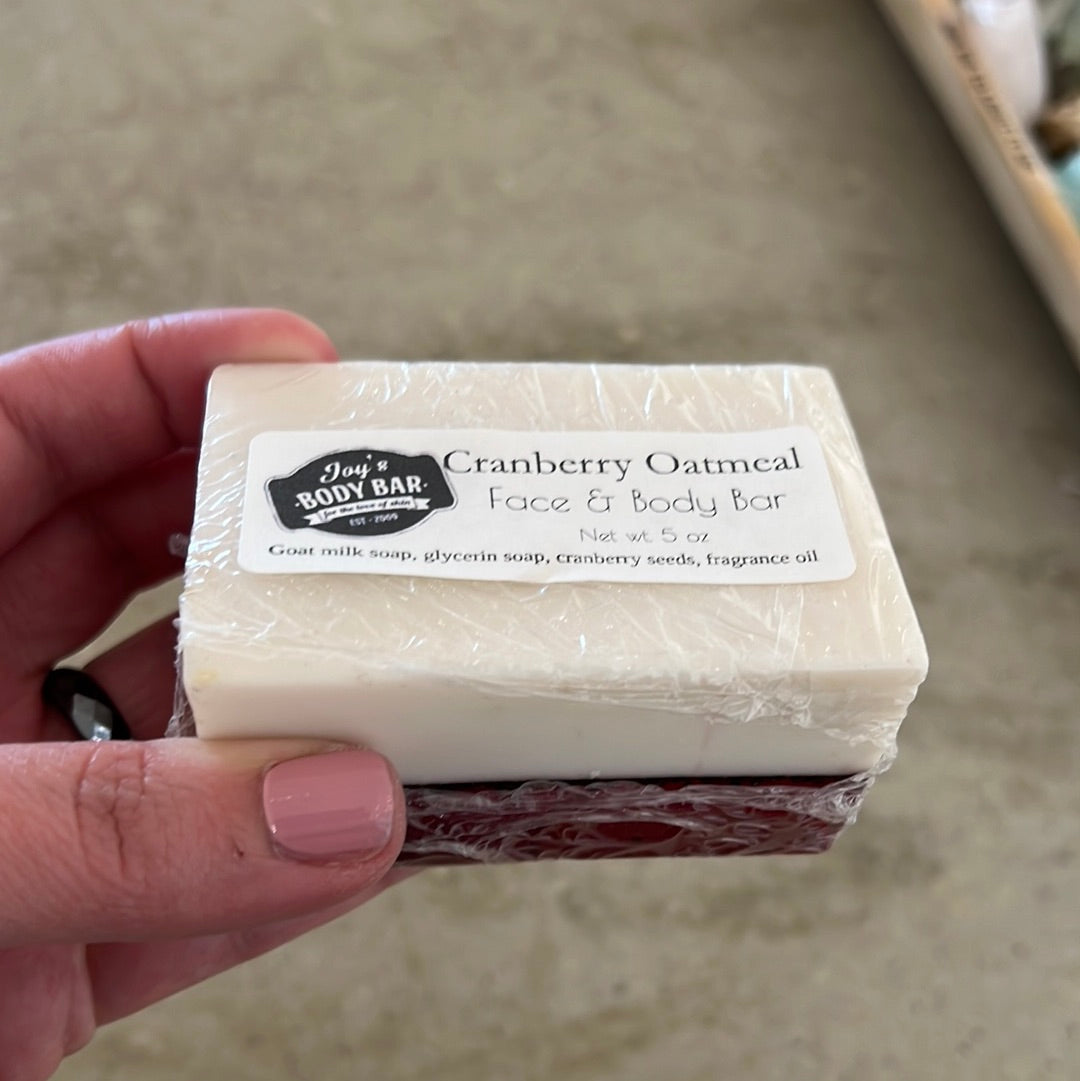 Joy's
·BODY BAR·
for the love of skin
EST - 2009
Cranberry Oatmeal
Face & Body Bar
Net wt. 5 oz
Goat milk soap, glycerin soap, cranberry seeds, fragrance oil